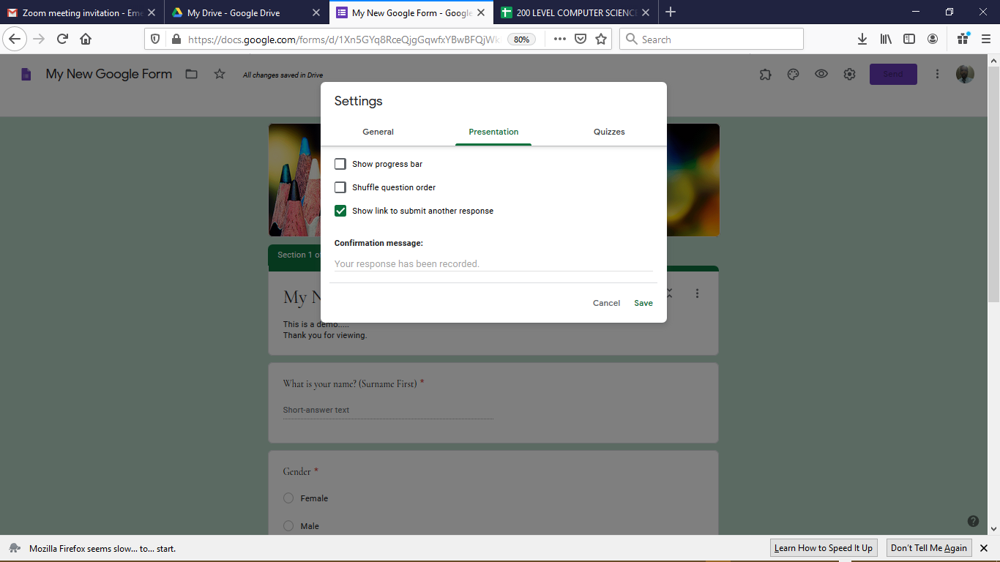 Zoom meeting invitation - Eme
My Drive - Google Drive
My New Google Form - Google
200 LEVEL COMPUTER SCIENCE
https://docs.google.com/forms/d/1Xn5GYq8RceQjgGqwfxYBwBFQjWk
80%
Search
My New Google Form
All changes saved in Drive
Send
Settings
General
Presentation
Quizzes
Show progress bar
Shuffle question order
Show link to submit another response
Confirmation message:
Your response has been recorded.
Cancel
Save
Section 1 of
My N
This is a demo.....
Thank you for viewing.
What is your name? (Surname First) *
Short-answer text
Gender *
Female
Male
Mozilla Firefox seems slow... to... start.
Learn How to Speed It Up
Don't Tell Me Again